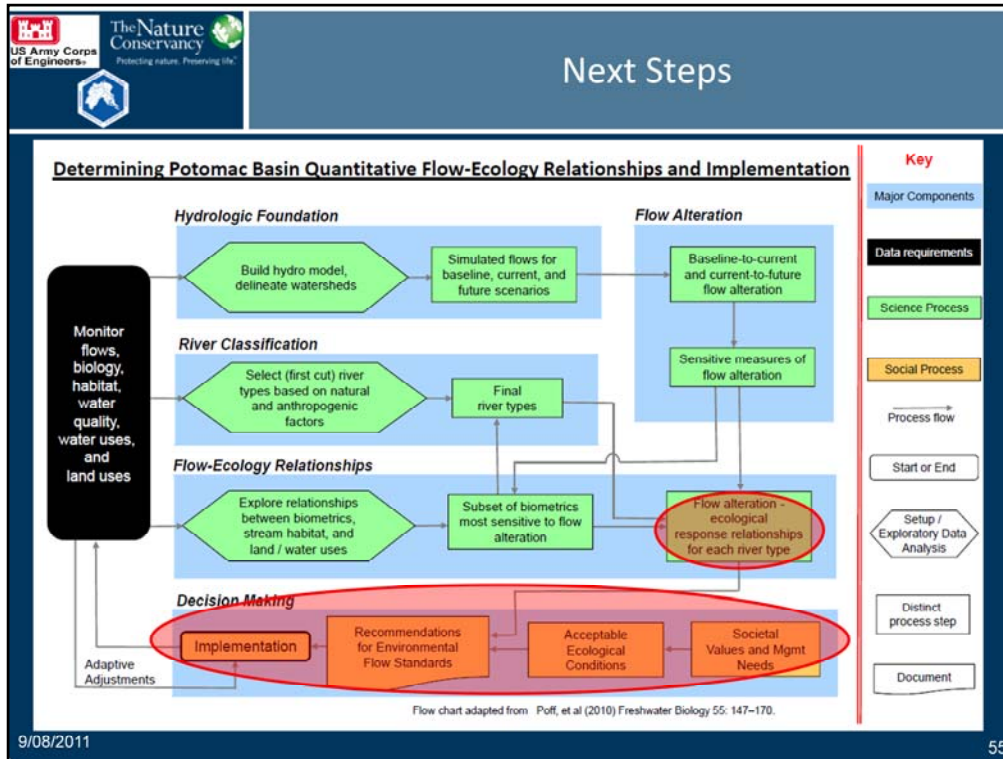 US Army Corps
of Engineers®
The Nature
Conservancy
Protecting nature. Preserving life.™
Next Steps
Determining Potomac Basin Quantitative Flow-Ecology Relationships and Implementation
Key
Major Components
Data requirements
Science Process
Social Process
Process flow
Start or End
Setup /
Exploratory Data
Analysis
Distinct
process step
Document
Hydrologic Foundation
Build hydro model,
delineate watersheds
Simulated flows for
baseline, current, and
future scenarios
Flow Alteration
Baseline-to-current
and current-to-future
flow alteration
Sensitive measures of
flow alteration
Monitor
flows,
biology,
habitat,
water
quality,
water uses,
and
land uses
River Classification
Select (first cut) river
types based on natural
and anthropogenic
factors
Final
river types
Flow-Ecology Relationships
Explore relationships
between biometrics,
stream habitat, and
land / water uses
Subset of biometrics
most sensitive to flow
alteration
Flow alteration -
ecological
response relationships
for each river type
Decision Making
Implementation
Recommendations
for Environmental
Flow Standards
Acceptable
Ecological
Conditions
Societal
Values and Mgmt
Needs
Adaptive
Adjustments
Flow chart adapted from Poff, et al (2010) Freshwater Biology 55: 147–170.
9/08/2011
55